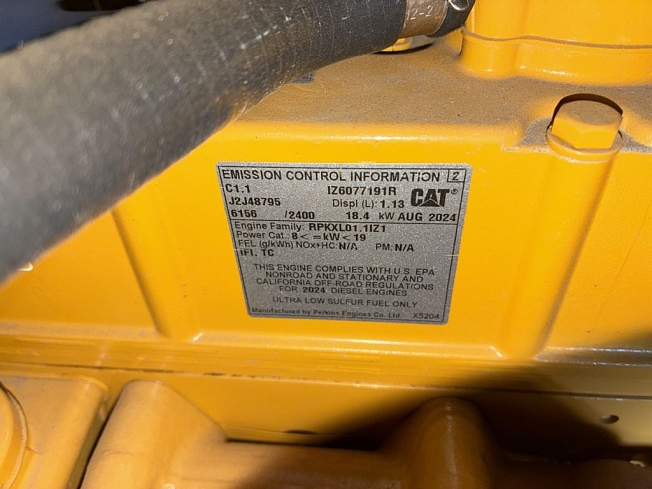 EMISSION CONTROL INFORMATION 2
C1.1 IZ6077191R CAT®
J2J48795 Displ (L): 1.13
6156 /2400 18.4 kW AUG 2024
Engine Family: RPKXL01.1IZ1
Power Cat.: 8 < =kW < 19
FEL (g/kWh) NOx+HC: N/A PM: N/A
IFI, TC
THIS ENGINE COMPLIES WITH U.S. EPA
NONROAD AND STATIONARY AND
CALIFORNIA OFF-ROAD REGULATIONS
FOR 2024 DIESEL ENGINES.
ULTRA LOW SULFUR FUEL ONLY
Manufactured by Perkins Engines Co. Ltd. X5204